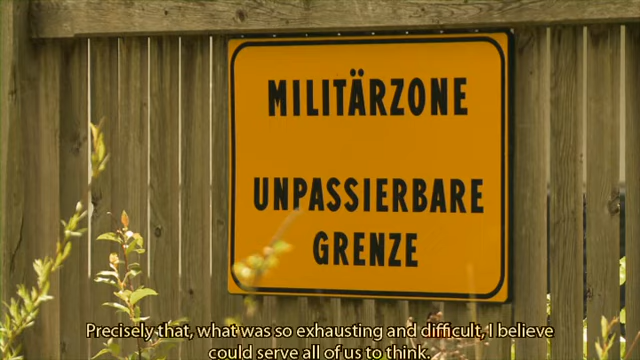 MILITÄRZONE
UNPASSIERBARE
GRENZE
Precisely that, what was so exhausting and difficult, I believe
could serve all of us to think.